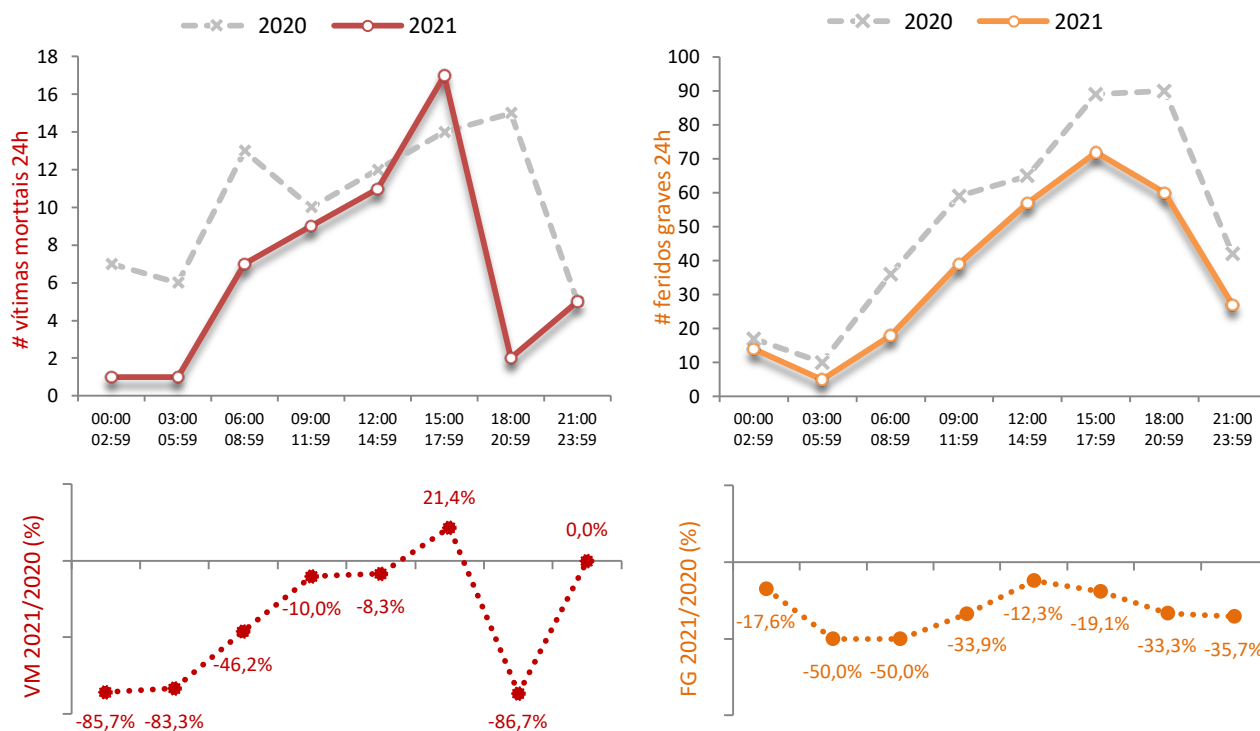 2020 2021
# vítimas morttais 24h
18
16
14
12
10
8
6
4
2
0
00:00 03:00 06:00 09:00 12:00 15:00 18:00 21:00
02:59 05:59 08:59 11:59 14:59 17:59 20:59 23:59
2020 2021
# feridos graves 24h
100
90
80
70
60
50
40
30
20
10
0
00:00 03:00 06:00 09:00 12:00 15:00 18:00 21:00
02:59 05:59 08:59 11:59 14:59 17:59 20:59 23:59
VM 2021/2020 (%)
-85,7% -83,3% -46,2% -10,0% -8,3% 21,4% -86,7% 0,0%
FG 2021/2020 (%)
-17,6% -50,0% -50,0% -33,9% -12,3% -19,1% -33,3% -35,7%